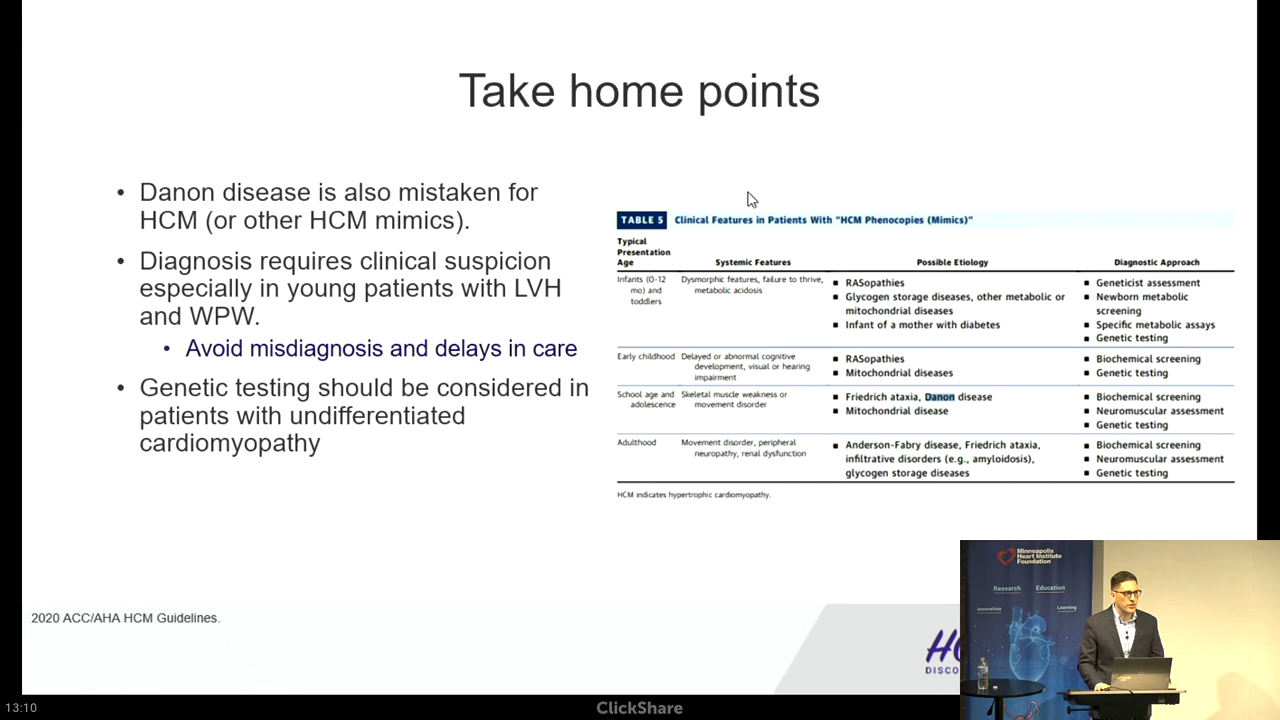 Take home points
• Danon disease is also mistaken for
HCM (or other HCM mimics).
• Diagnosis requires clinical suspicion
especially in young patients with LVH
and WPW.
• Avoid misdiagnosis and delays in care
• Genetic testing should be considered in
patients with undifferentiated
cardiomyopathy
TABLE 5 Clinical Features in Patients With "HCM Phenocopies (Mimics)"
Typical
Presentation
Age
Systemic Features
Possible Etiology
Diagnostic Approach
Infants (0-12
mo) and
toddlers
Dysmorphic features, failure to thrive,
metabolic acidosis
▪ RASopathies
▪ Glycogen storage diseases, other metabolic or
mitochondrial diseases
▪ Infant of a mother with diabetes
▪ Geneticist assessment
▪ Newborn metabolic
screening
▪ Specific metabolic assays
▪ Genetic testing
Early childhood
Delayed or abnormal cognitive
development, visual or hearing
impairment
▪ RASopathies
▪ Mitochondrial diseases
▪ Biochemical screening
▪ Genetic testing
School age and
adolescence
Skeletal muscle weakness or
movement disorder
▪ Friedrich ataxia, Danon disease
▪ Mitochondrial disease
▪ Biochemical screening
▪ Neuromuscular assessment
▪ Genetic testing
Adulthood
Movement disorder, peripheral
neuropathy, renal dysfunction
▪ Anderson-Fabry disease, Friedrich ataxia,
infiltrative disorders (e.g., amyloidosis),
glycogen storage diseases
▪ Biochemical screening
▪ Neuromuscular assessment
▪ Genetic testing
HCM indicates hypertrophic cardiomyopathy.
2020 ACC/AHA HCM Guidelines.
Minneapolis
Heart Institute
Foundation
Research Education
Innovation Learning
13:10
ClickShare